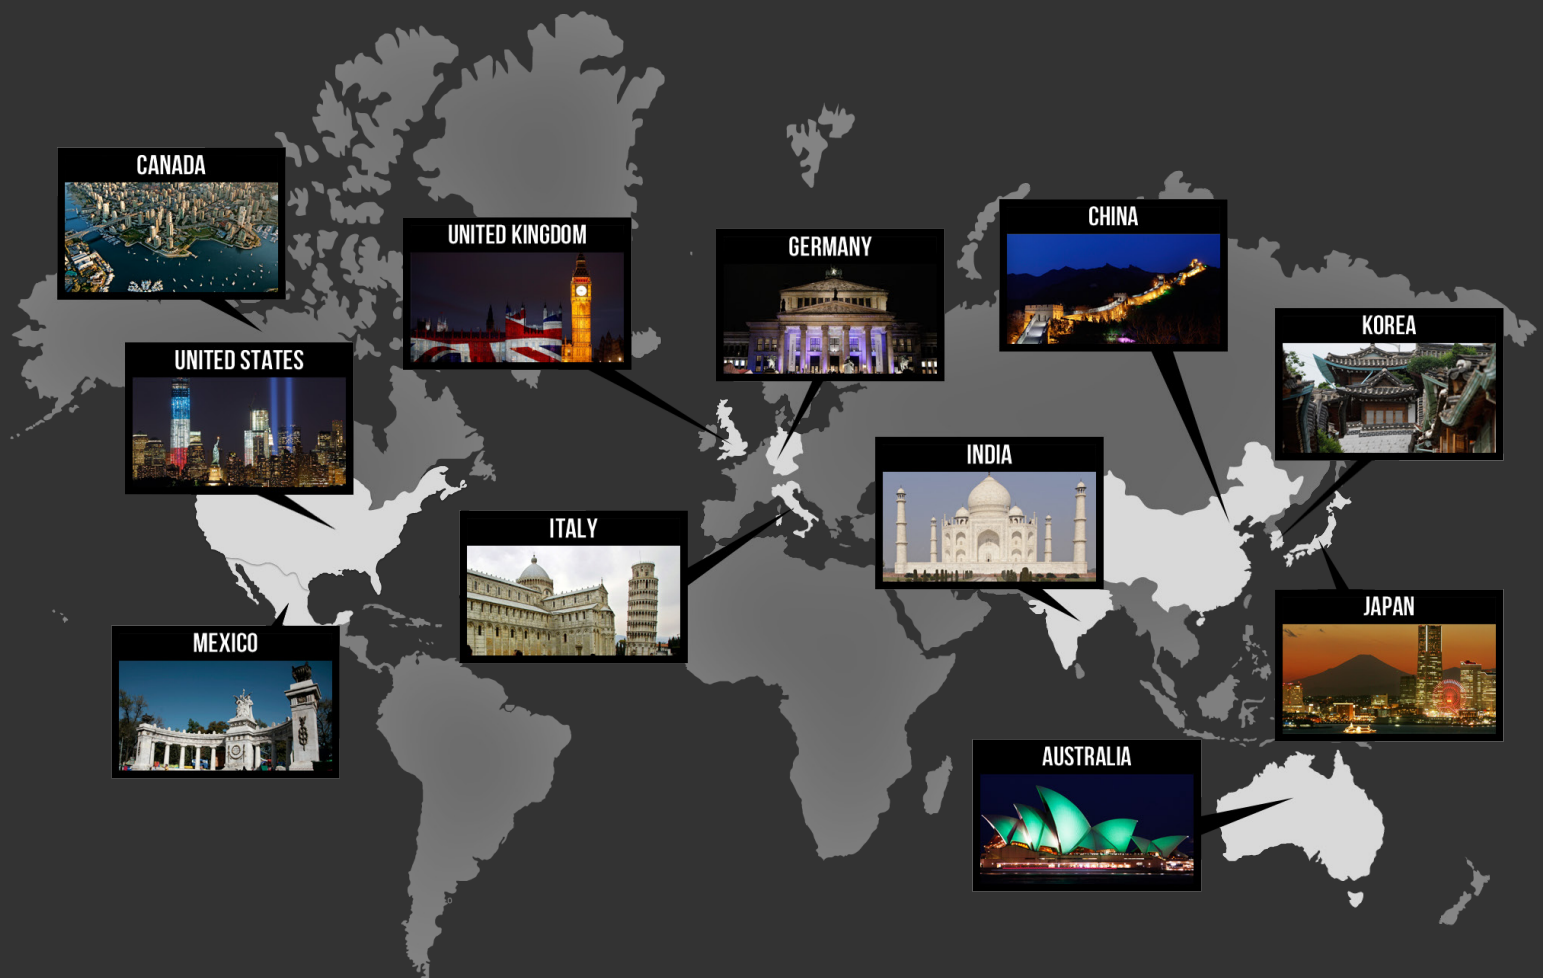 CANADA
UNITED KINGDOM
GERMANY
CHINA
KOREA
UNITED STATES
INDIA
ITALY
JAPAN
MEXICO
AUSTRALIA